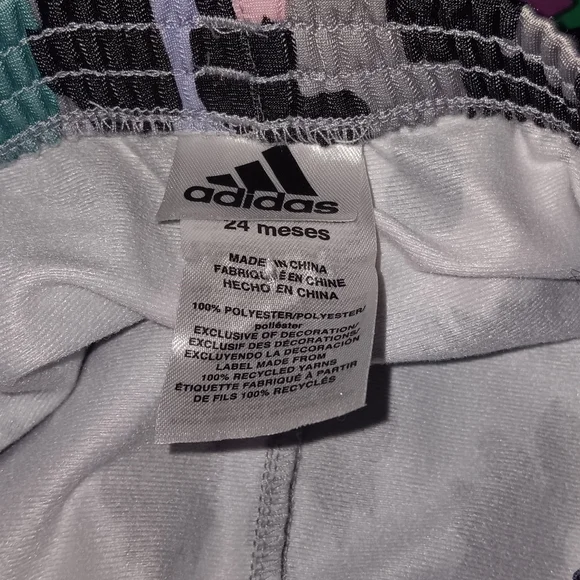 adidas
24 meses
MADE IN CHINA
FABRIQUÉ EN CHINE
HECHO EN CHINA
100% POLYESTER/POLYESTER/
poliéster
EXCLUSIVE OF DECORATION/
EXCLUSIF DES DÉCORATIONS/
EXCLUYENDO LA DECORACIÓN
LABEL MADE FROM
100% RECYCLED YARNS
ÉTIQUETTE FABRIQUÉ À PARTIR
DE FILS 100% RECYCLÉS